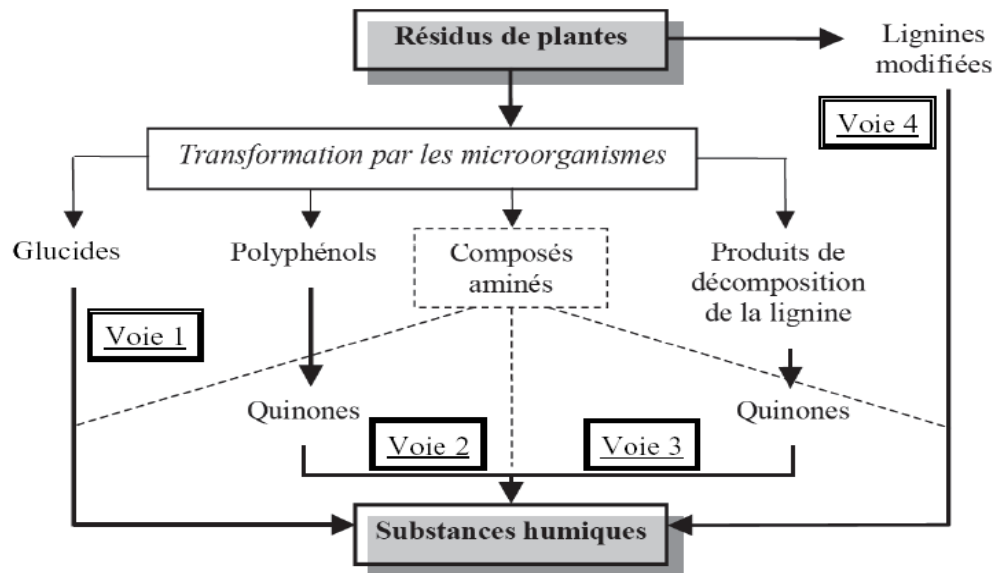 Résidus de plantes
Lignines
modifiées
Voie 4
Transformation par les microorganismes
Glucides
Polyphénols
Composés
aminés
Produits de
décomposition
de la lignine
Voie 1
Quinones
Quinones
Voie 2
Voie 3
Substances humiques